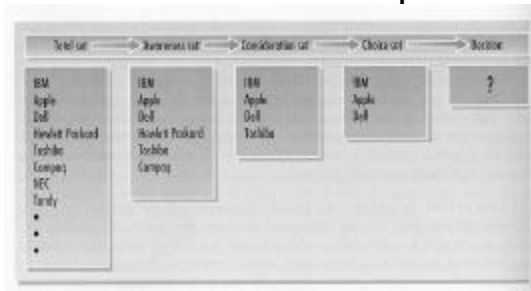 Total set
Awareness set
Consideration set
Choice set
Decision
IBM
Apple
Dell
Hewlett Packard
Toshiba
Compaq
NEC
Tandy
•
•
•
IBM
Apple
Dell
Hewlett Packard
Toshiba
Compaq
IBM
Apple
Dell
Toshiba
IBM
Apple
Dell
?